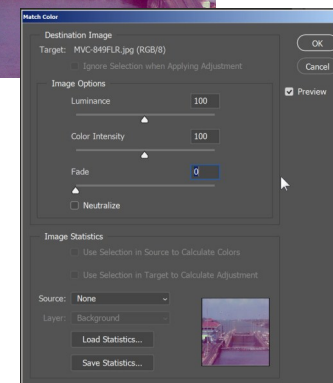 Match Color
Destination Image
Target: MVC-849FLR.jpg (RGB/8)
Ignore Selection when Applying Adjustment
Image Options
Luminance 100
Color Intensity 100
Fade 0
Neutralize
OK
Cancel
Preview
Image Statistics
Use Selection in Source to Calculate Colors
Use Selection in Target to Calculate Adjustment
Source: None
Layer: Background
Load Statistics...
Save Statistics...